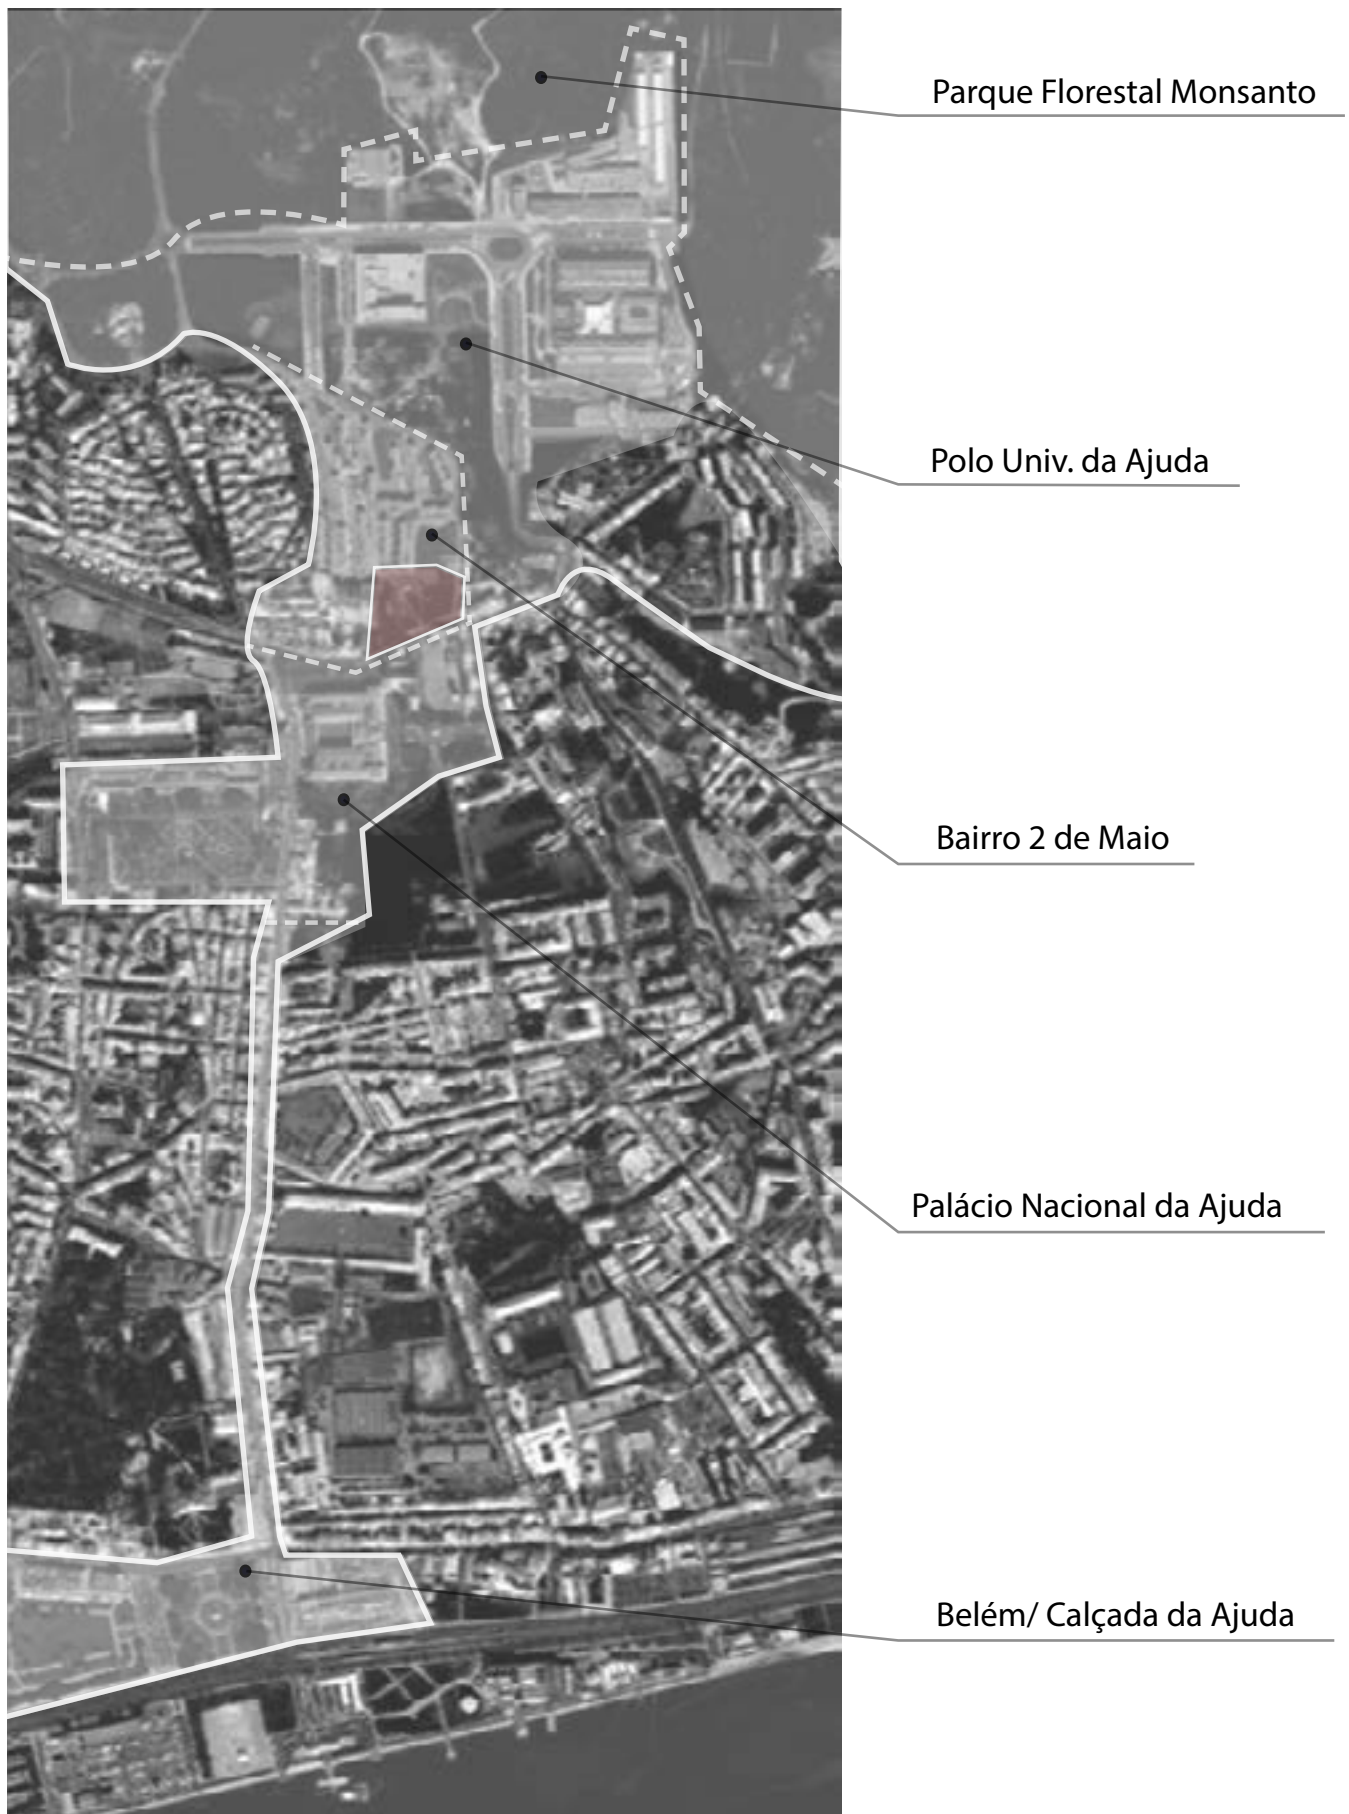 Parque Florestal Monsanto
Polo Univ. da Ajuda
Bairro 2 de Maio
Palácio Nacional da Ajuda
Belém/ Calçada da Ajuda